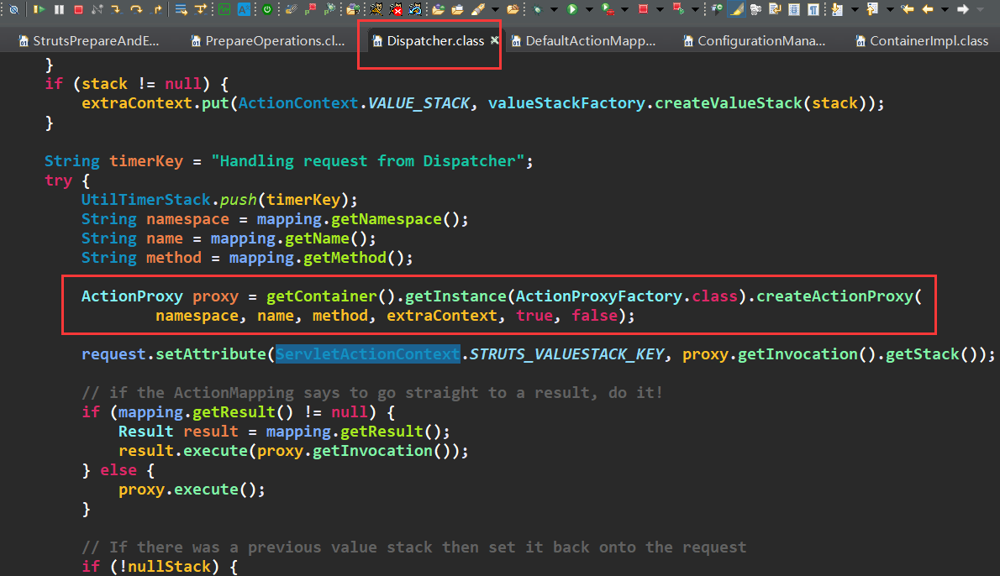 StrutsPrepareAndE... PrepareOperations.cl... Dispatcher.class DefaultActionMapp... ConfigurationMana... ContainerImpl.class
}
if (stack != null) {
extraContext.put(ActionContext.VALUE_STACK, valueStackFactory.createValueStack(stack));
}
String timerKey = "Handling request from Dispatcher";
try {
UtilTimerStack.push(timerKey);
String namespace = mapping.getNamespace();
String name = mapping.getName();
String method = mapping.getMethod();
ActionProxy proxy = getContainer().getInstance(ActionProxyFactory.class).createActionProxy(
namespace, name, method, extraContext, true, false);
request.setAttribute(ServletActionContext.STRUTS_VALUESTACK_KEY, proxy.getInvocation().getStack());
// if the ActionMapping says to go straight to a result, do it!
if (mapping.getResult() != null) {
Result result = mapping.getResult();
result.execute(proxy.getInvocation());
} else {
proxy.execute();
}
// If there was a previous value stack then set it back onto the request
if (!nullStack) {